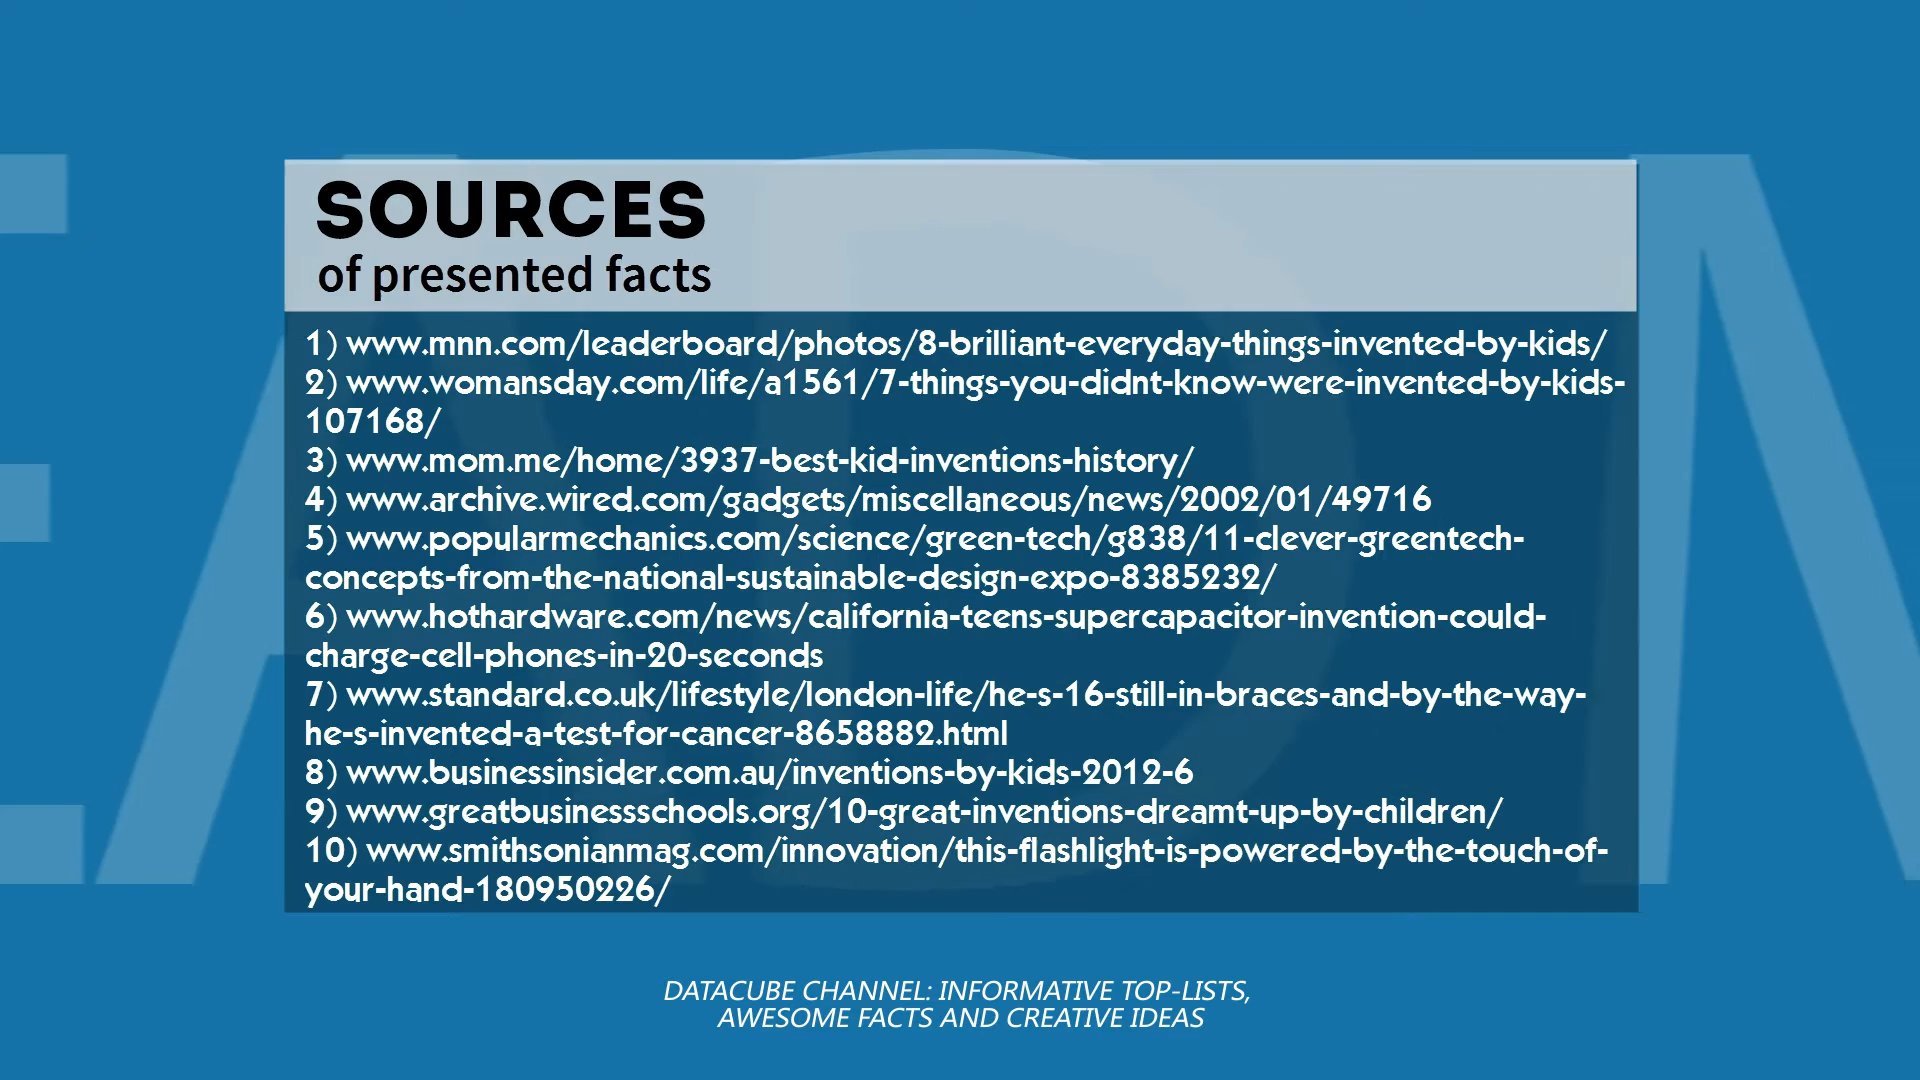 SOURCES
of presented facts
1) www.mnn.com/leaderboard/photos/8-brilliant-everyday-things-invented-by-kids/
2) www.womansday.com/life/a1561/7-things-you-didnt-know-were-invented-by-kids-
107168/
3) www.mom.me/home/3937-best-kid-inventions-history/
4) www.archive.wired.com/gadgets/miscellaneous/news/2002/01/49716
5) www.popularmechanics.com/science/green-tech/g838/11-clever-greentech-
concepts-from-the-national-sustainable-design-expo-8385232/
6) www.hothardware.com/news/california-teens-supercapacitor-invention-could-
charge-cell-phones-in-20-seconds
7) www.standard.co.uk/lifestyle/london-life/he-s-16-still-in-braces-and-by-the-way-
he-s-invented-a-test-for-cancer-8658882.html
8) www.businessinsider.com.au/inventions-by-kids-2012-6
9) www.greatbusinessschools.org/10-great-inventions-dreamt-up-by-children/
10) www.smithsonianmag.com/innovation/this-flashlight-is-powered-by-the-touch-of-
your-hand-180950226/
DATACUBE CHANNEL: INFORMATIVE TOP-LISTS,
AWESOME FACTS AND CREATIVE IDEAS